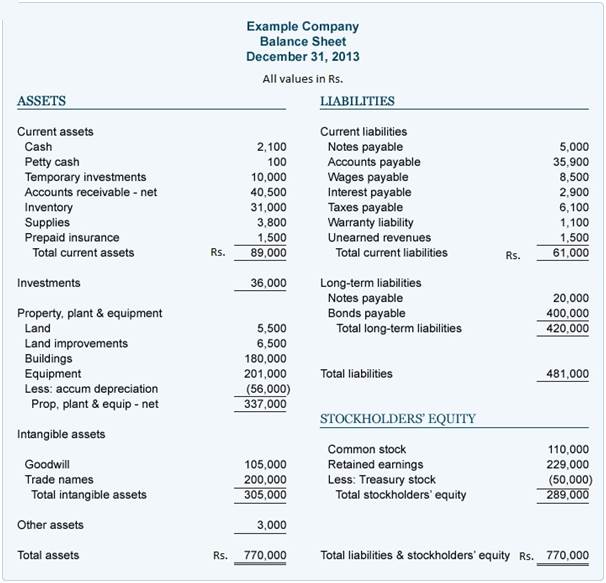 Example Company
Balance Sheet
December 31, 2013
All values in Rs.
ASSETS
Current assets
Cash 2,100
Petty cash 100
Temporary investments 10,000
Accounts receivable - net 40,500
Inventory 31,000
Supplies 3,800
Prepaid insurance 1,500
Total current assets Rs. 89,000
Investments 36,000
Property, plant & equipment
Land 5,500
Land improvements 6,500
Buildings 180,000
Equipment 201,000
Less: accum depreciation (56,000)
Prop, plant & equip - net 337,000
Intangible assets
Goodwill 105,000
Trade names 200,000
Total intangible assets 305,000
Other assets 3,000
Total assets Rs. 770,000
LIABILITIES
Current liabilities
Notes payable 5,000
Accounts payable 35,900
Wages payable 8,500
Interest payable 2,900
Taxes payable 6,100
Warranty liability 1,100
Unearned revenues 1,500
Total current liabilities Rs. 61,000
Long-term liabilities
Notes payable 20,000
Bonds payable 400,000
Total long-term liabilities 420,000
Total liabilities 481,000
STOCKHOLDERS' EQUITY
Common stock 110,000
Retained earnings 229,000
Less: Treasury stock (50,000)
Total stockholders' equity 289,000
Total liabilities & stockholders' equity Rs. 770,000